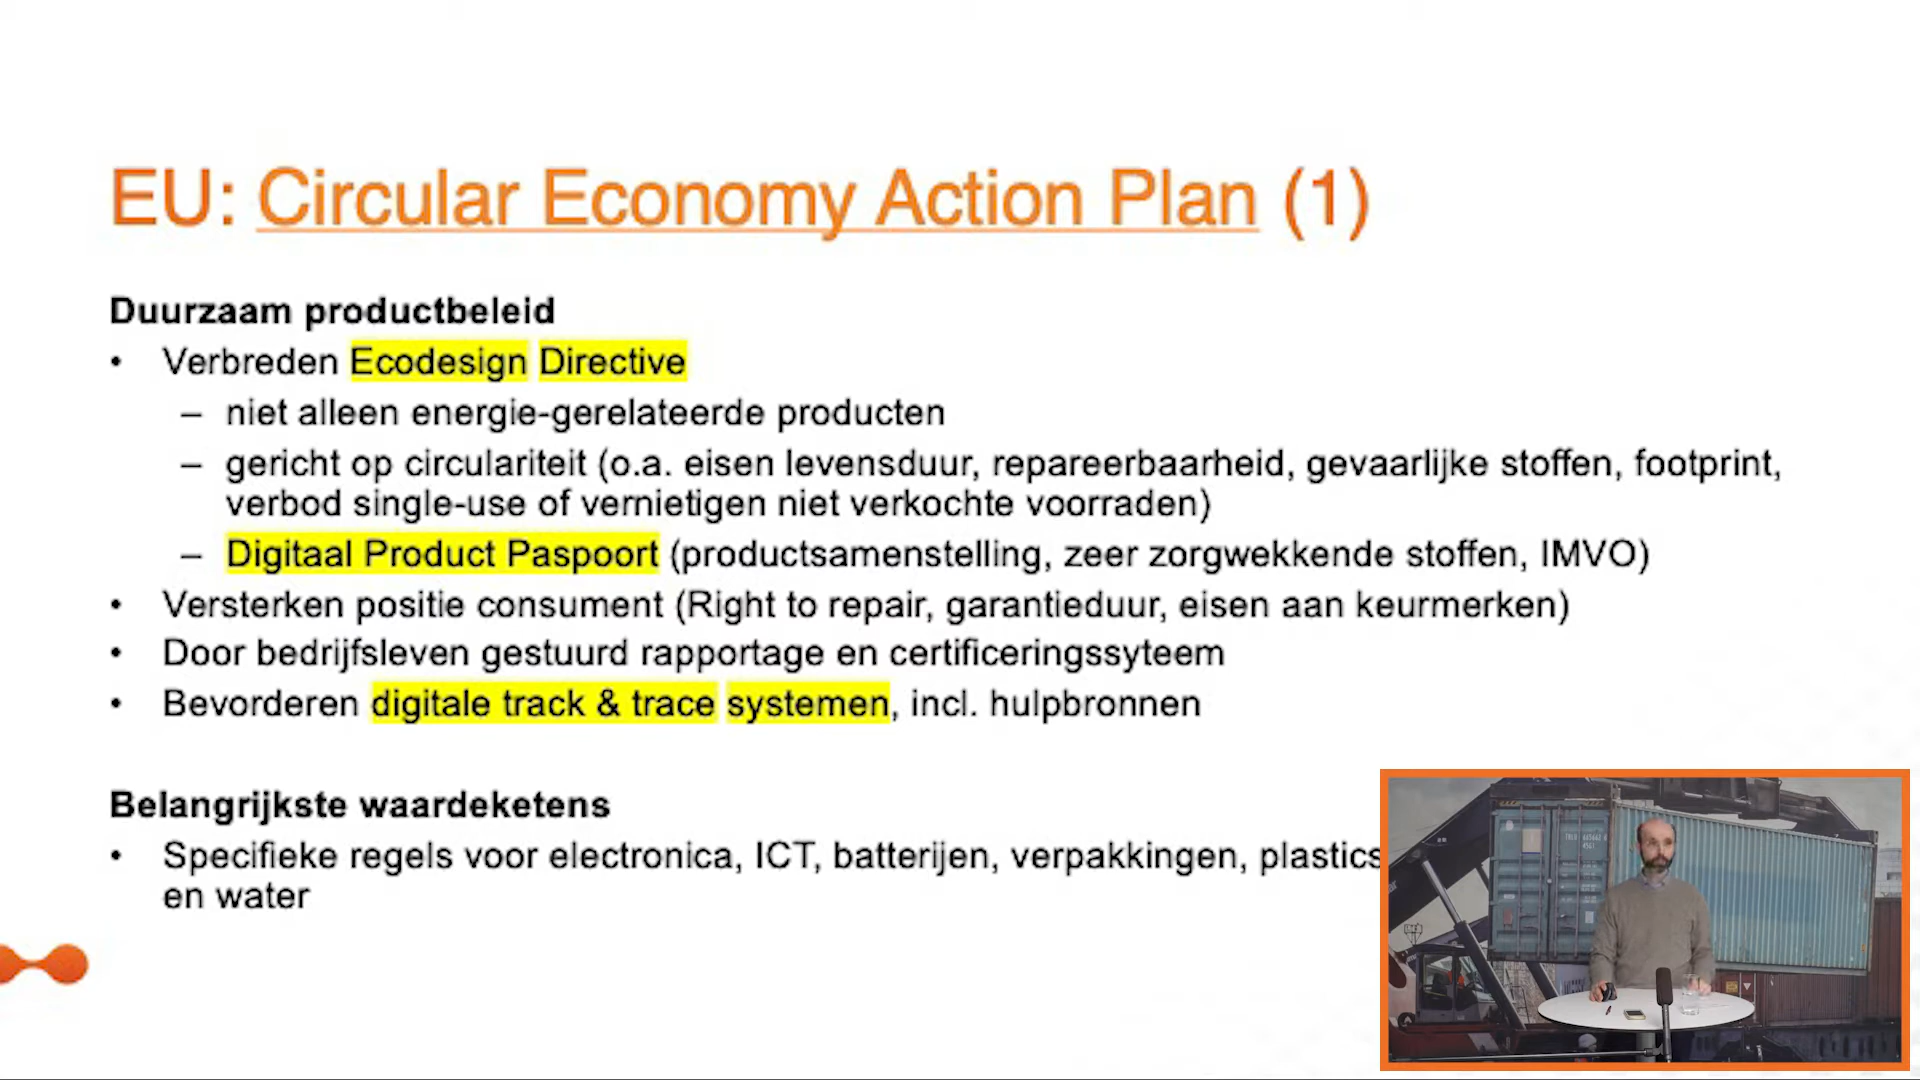 EU: Circular Economy Action Plan (1)
Duurzaam productbeleid
• Verbreden Ecodesign Directive
– niet alleen energie-gerelateerde producten
– gericht op circulariteit (o.a. eisen levensduur, repareerbaarheid, gevaarlijke stoffen, footprint,
verbod single-use of vernietigen niet verkochte voorraden)
– Digitaal Product Paspoort (productsamenstelling, zeer zorgwekkende stoffen, IMVO)
• Versterken positie consument (Right to repair, garantieduur, eisen aan keurmerken)
• Door bedrijfsleven gestuurd rapportage en certificeringssyteem
• Bevorderen digitale track & trace systemen, incl. hulpbronnen
Belangrijkste waardeketens
• Specifieke regels voor electronica, ICT, batterijen, verpakkingen, plastics
en water